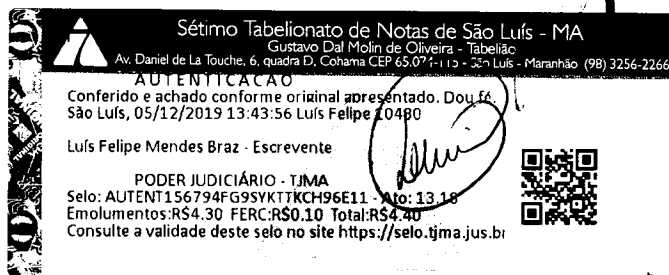 Sétimo Tabelionato de Notas de São Luís - MA
Gustavo Dal Molin de Oliveira - Tabelião
Av. Daniel de La Touche, 6, quadra D, Cohama CEP 65.074-115 - São Luís - Maranhão (98) 3256-2266
AUTENTICACAO
Conferido e achado conforme original apresentado. Dou fé.
São Luís, 05/12/2019 13:43:56 Luís Felipe 10480
Luís Felipe Mendes Braz - Escrevente
PODER JUDICIÁRIO - TJMA
Selo: AUTENT156794FG9SYKTTKCH96E11 - Ato: 13.18
Emolumentos:R$4.30 FERC:R$0.10 Total:R$4.40
Consulte a validade deste selo no site https://selo.tjma.jus.br